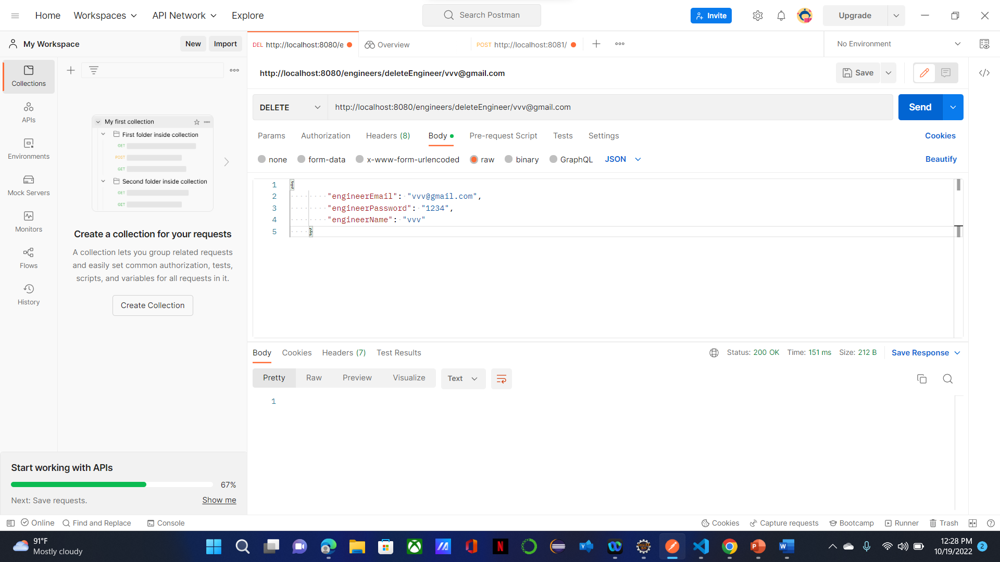 Home
Workspaces
API Network
Explore
Search Postman
Invite
Upgrade
My Workspace
New
Import
DEL http://localhost:8080/e
Overview
POST http://localhost:8081/
No Environment
Collections
APIs
Environments
Mock Servers
Monitors
Flows
History
My first collection
First folder inside collection
GET
POST
GET
Second folder inside collection
GET
GET
Create a collection for your requests
A collection lets you group related requests
and easily set common authorization, tests,
scripts, and variables for all requests in it.
Create Collection
Start working with APIs
67%
Next: Save requests.
Show me
http://localhost:8080/engineers/deleteEngineer/vvv@gmail.com
Save
DELETE
http://localhost:8080/engineers/deleteEngineer/vvv@gmail.com
Send
Params
Authorization
Headers (8)
Body
Pre-request Script
Tests
Settings
Cookies
none
form-data
x-www-form-urlencoded
raw
binary
GraphQL
JSON
Beautify
1 {
2 "engineerEmail": "vvv@gmail.com",
3 "engineerPassword": "1234",
4 "engineerName": "vvv"
5 }
Body
Cookies
Headers (7)
Test Results
Status: 200 OK
Time: 151 ms
Size: 212 B
Save Response
Pretty
Raw
Preview
Visualize
Text
1
Online
Find and Replace
Console
Cookies
Capture requests
Bootcamp
Runner
Trash
91°F
Mostly cloudy
12:28 PM
10/19/2022
2